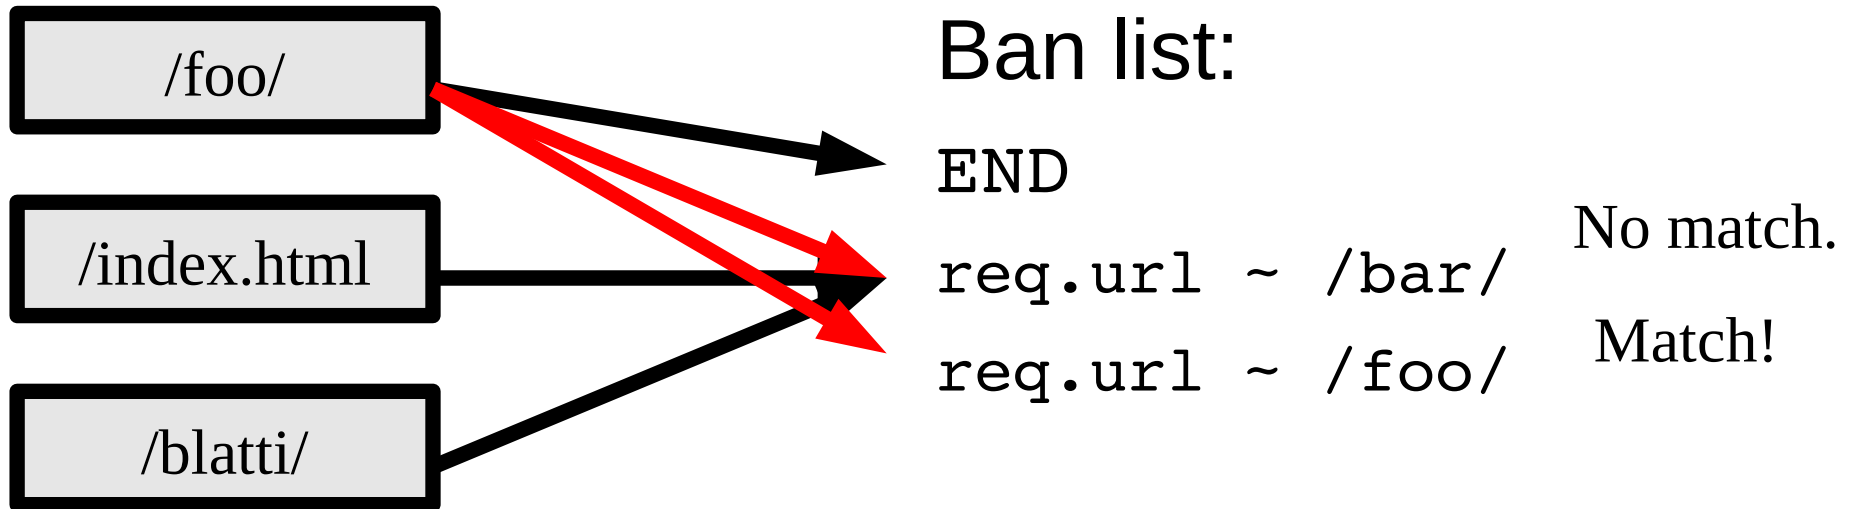 /foo/
/index.html
/blatti/
Ban list:
END
req.url ~ /bar/
No match.
req.url ~ /foo/
Match!